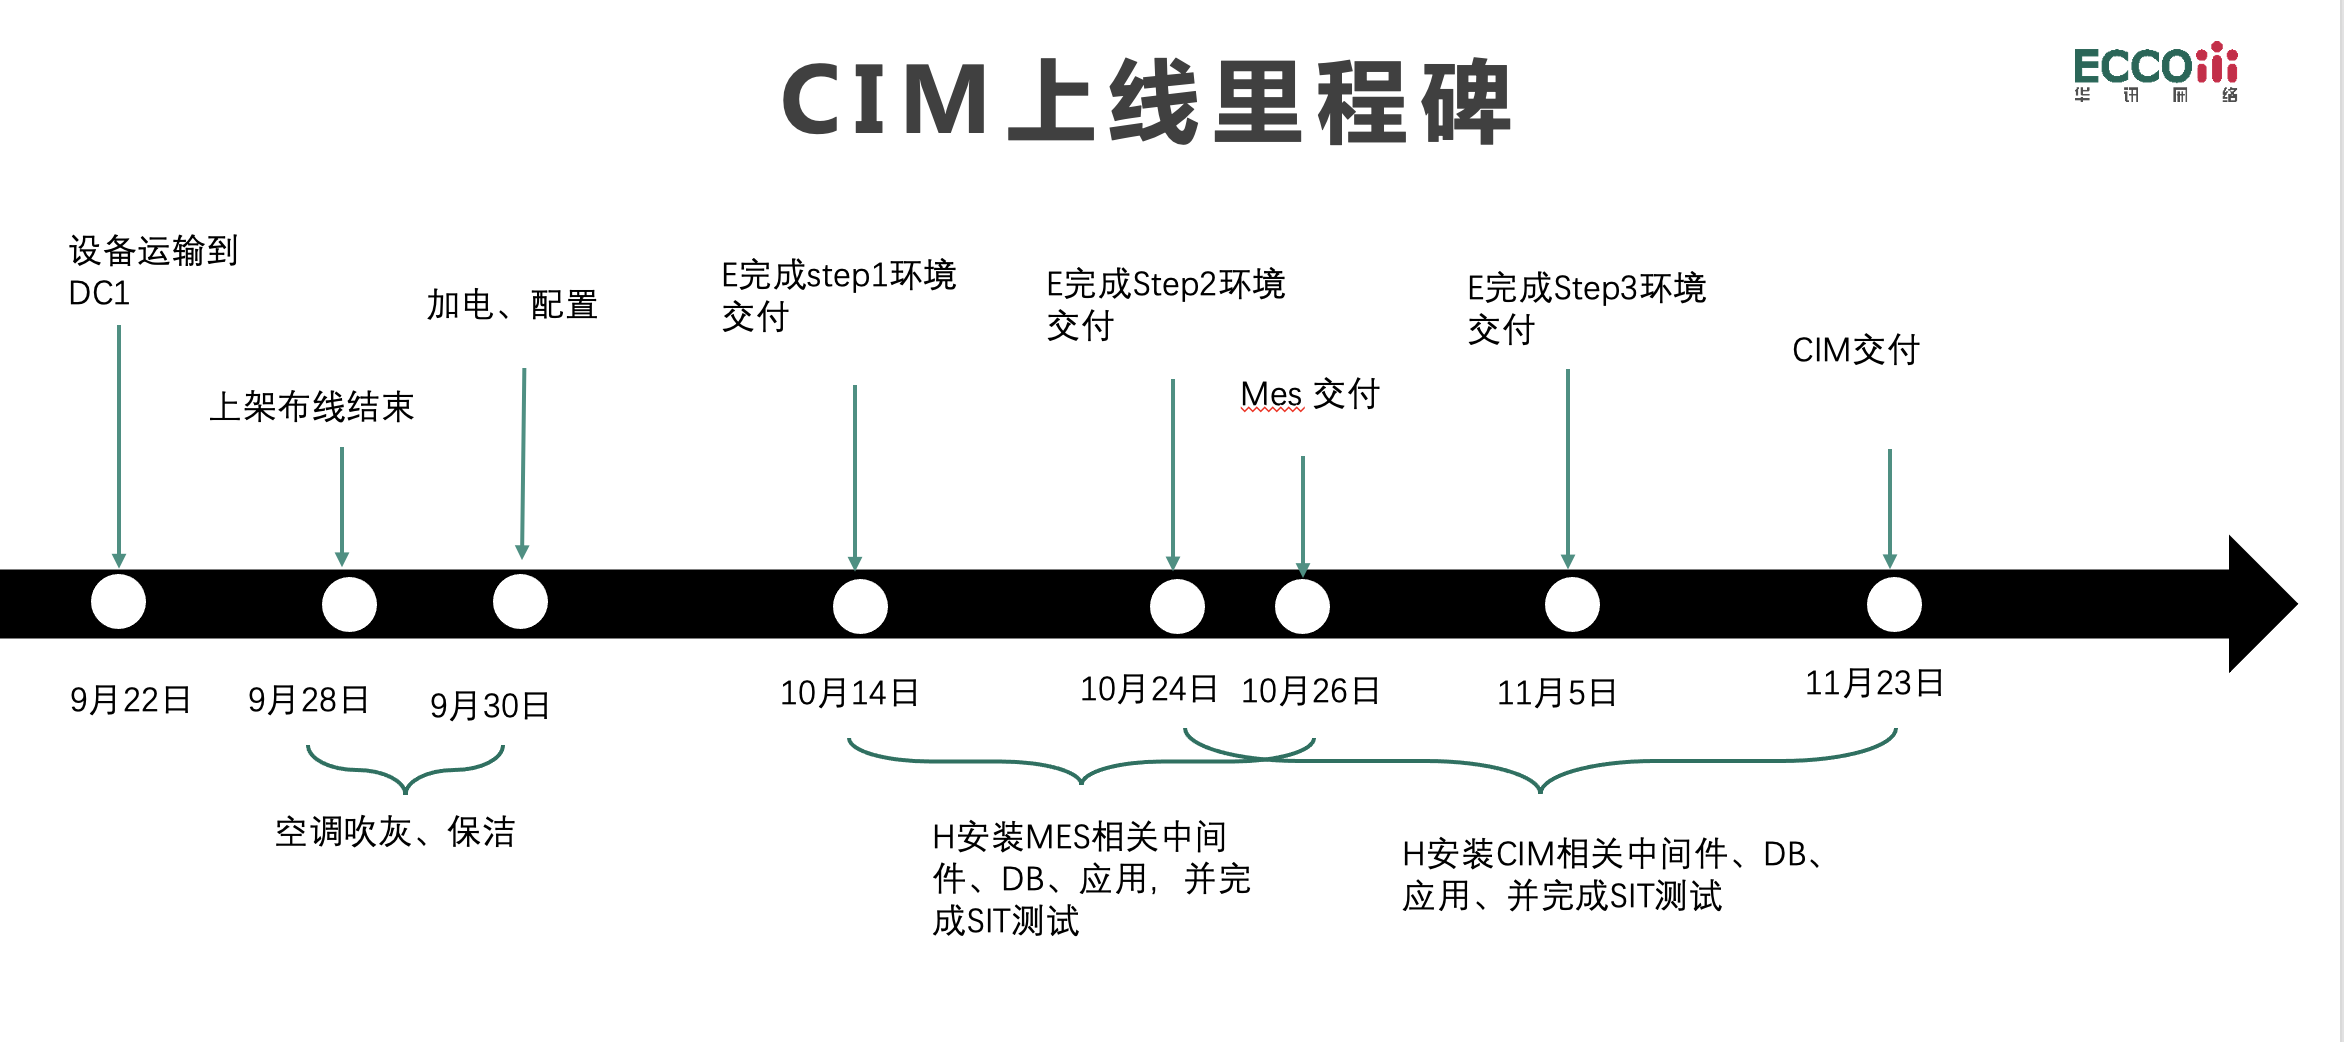 CIM上线里程碑
ECCO
华讯网络
设备运输到
DC1
上架布线结束
加电、配置
E完成step1环境
交付
E完成Step2环境
交付
Mes 交付
E完成Step3环境
交付
CIM交付
9月22日
9月28日
9月30日
10月14日
10月24日
10月26日
11月5日
11月23日
空调吹灰、保洁
H安装MES相关中间
件、DB、应用，并完
成SIT测试
H安装CIM相关中间件、DB、
应用、并完成SIT测试